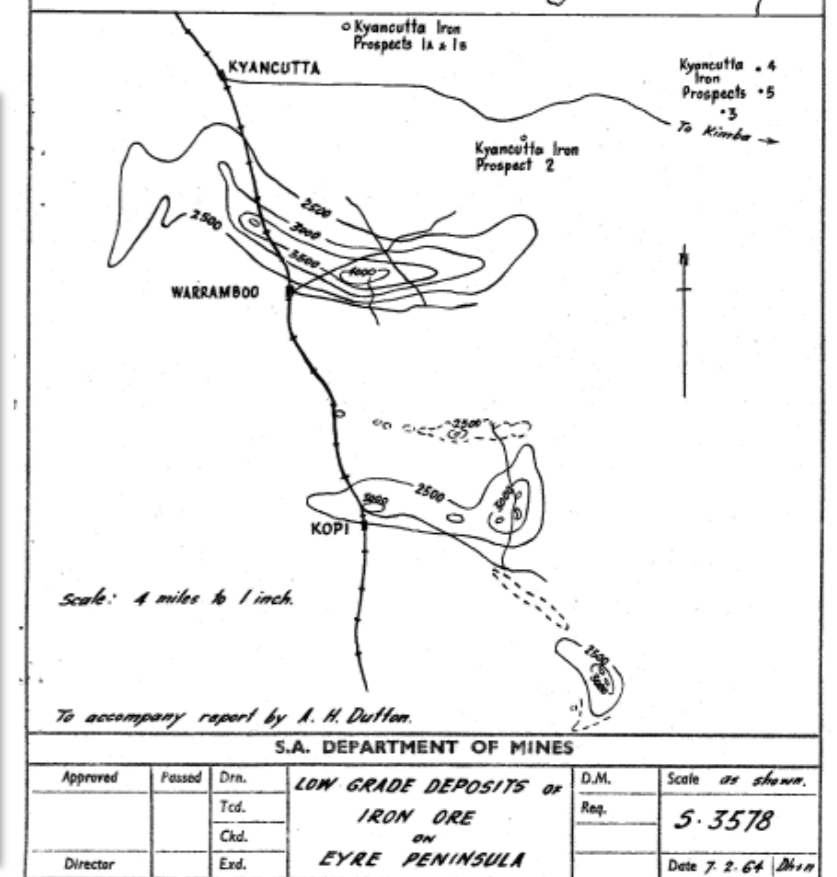 Kyancutta Iron
Prospects 1A & 1B
KYANCUTTA
Kyancutta
Iron
Prospects
4
5
3
To Kimba
Kyancutta Iron
Prospect 2
2500
2500
3000
3500
4000
N
WARRAMBOO
2500
2500
3000
3000
KOPI
Scale: 4 miles to 1 inch.
2500
3000
To accompany report by A. H. Dutton.
S.A. DEPARTMENT OF MINES
Approved
Passed
Drn.
Tcd.
Ckd.
Exd.
Director
LOW GRADE DEPOSITS OF
IRON ORE
ON
EYRE PENINSULA
D.M.
Req.
Scale as shown.
S.3578
Date 7.2.64